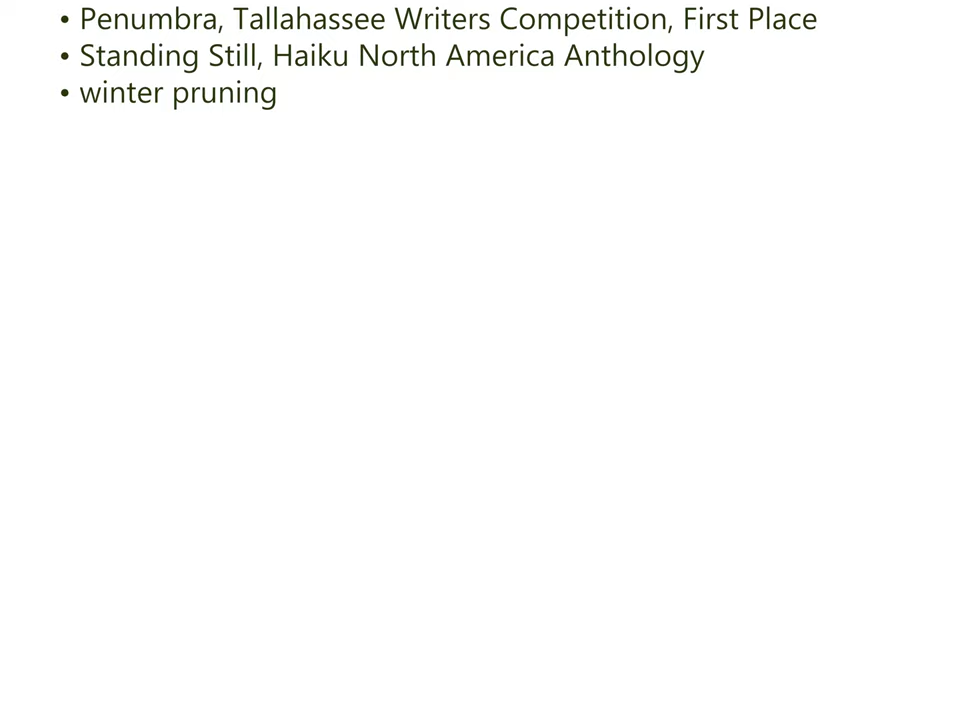 • Penumbra, Tallahassee Writers Competition, First Place
• Standing Still, Haiku North America Anthology
• winter pruning